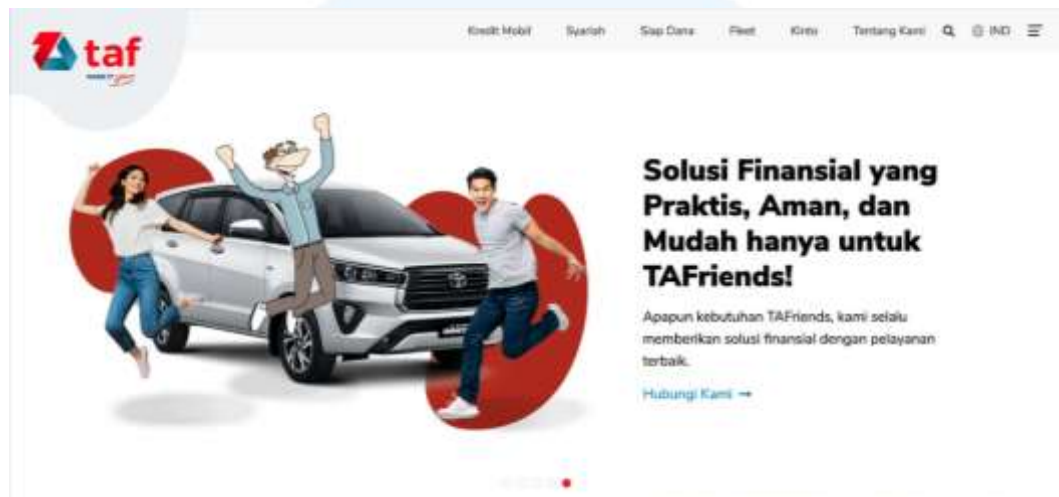 taf
Kredit Mobil Syariah Siap Dana Fleet Kinto Tentang Kami IND
Solusi Finansial yang
Praktis, Aman, dan
Mudah hanya untuk
TAFriends!
Apapun kebutuhan TAFriends, kami selalu
memberikan solusi finansial dengan pelayanan
terbaik.
Hubungi Kami →